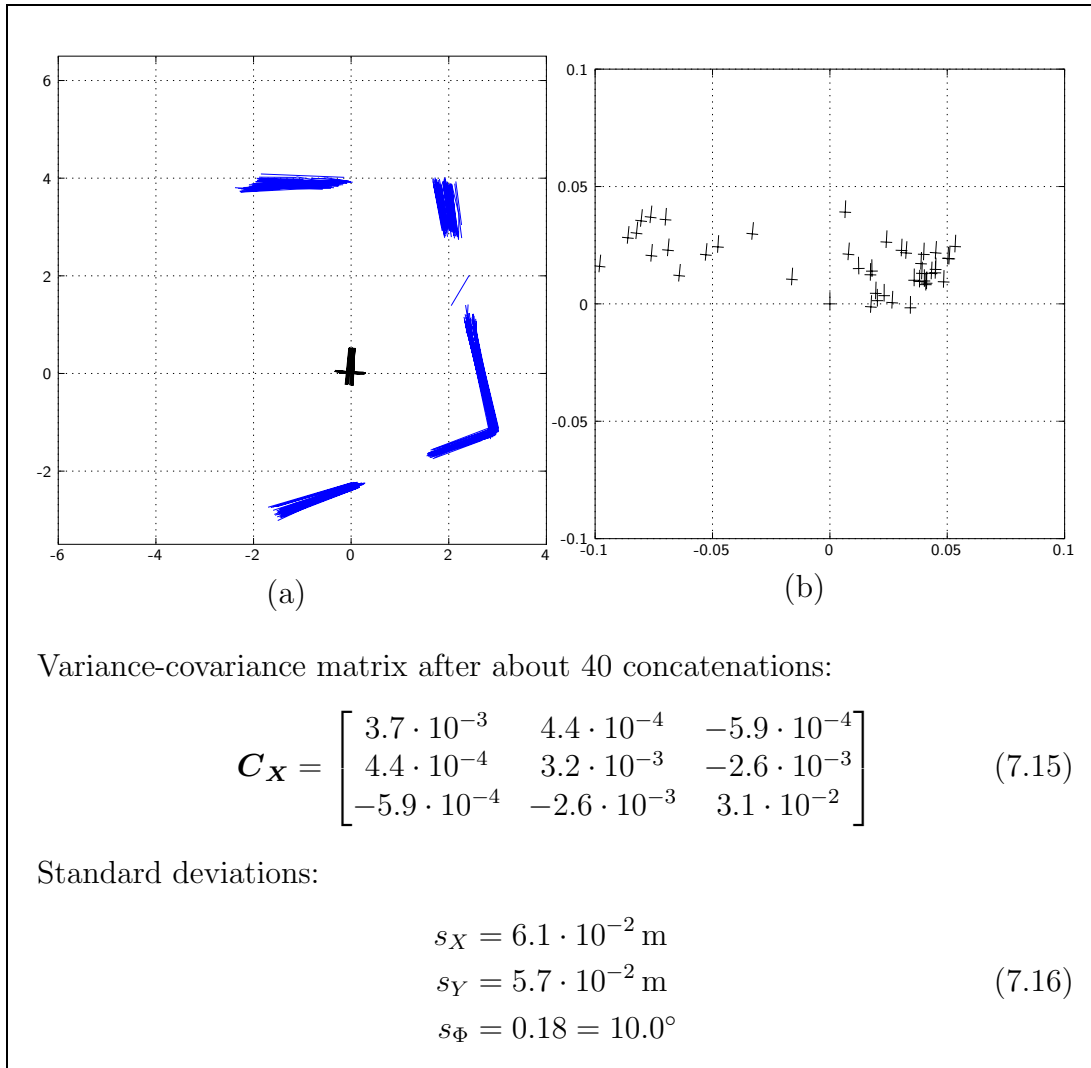 6
4
2
0
-2
-6
-4
-2
0
2
4
(a)
0.1
0.05
0
-0.05
-0.1
-0.1
-0.05
0
0.05
0.1
(b)
Variance-covariance matrix after about 40 concatenations:
C_X = [3.7 · 10^{-3} 4.4 · 10^{-4} −5.9 · 10^{-4}
4.4 · 10^{-4} 3.2 · 10^{-3} −2.6 · 10^{-3}
−5.9 · 10^{-4} −2.6 · 10^{-3} 3.1 · 10^{-2}] (7.15)
Standard deviations:
s_X = 6.1 · 10^{-2} m
s_Y = 5.7 · 10^{-2} m (7.16)
s_Φ = 0.18 = 10.0°